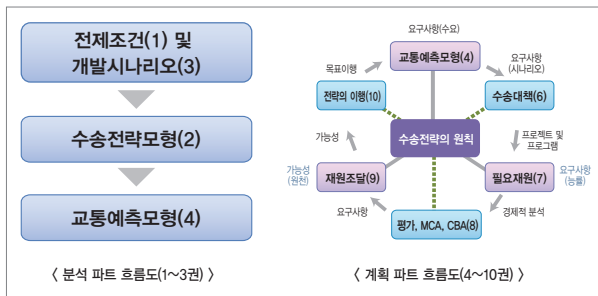 전제조건(1) 및
개발시나리오(3)
수송전략모형(2)
교통예측모형(4)
< 분석 파트 흐름도(1~3권) >
요구사항(수요)
교통예측모형(4)
목표이행
요구사항
(시나리오)
전략의 이행(10)
수송대책(6)
수송전략의 원칙
가능성
프로젝트 및
프로그램
가능성
(원천)
재원조달(9)
필요재원(7)
요구사항
(능률)
요구사항
평가, MCA, CBA(8)
경제적 분석
< 계획 파트 흐름도(4~10권) >